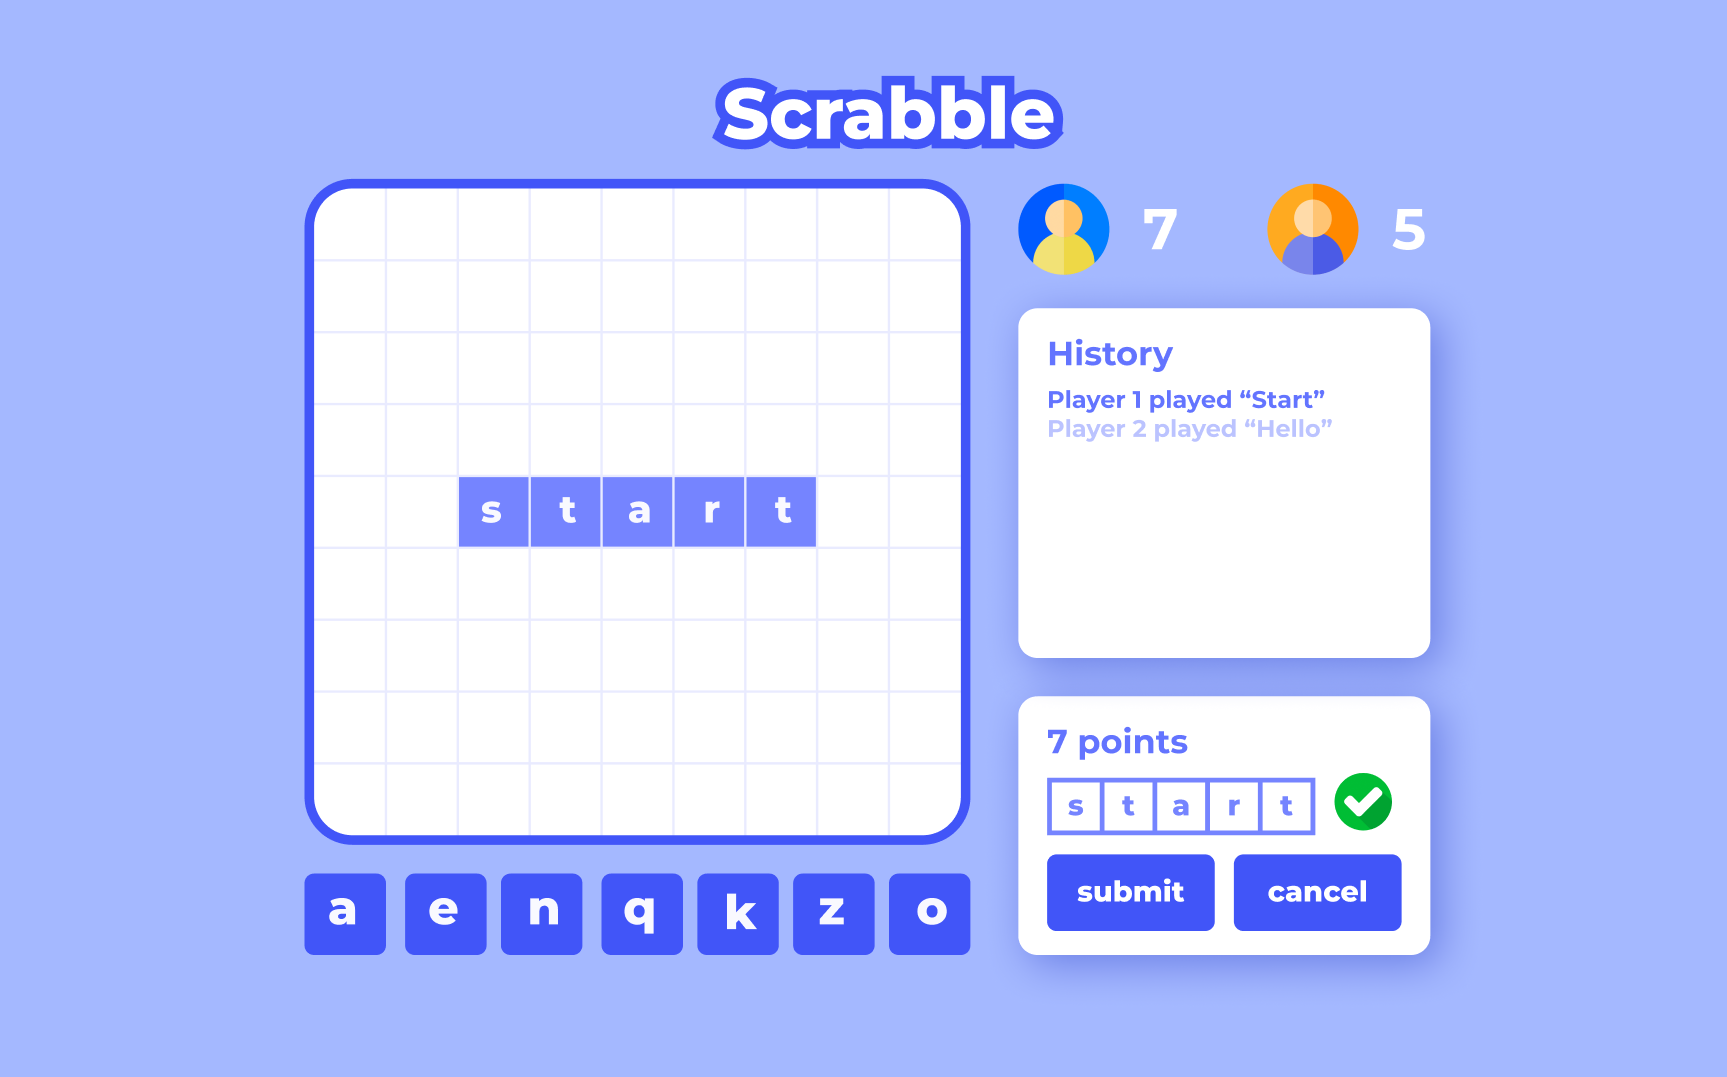 Scrabble
7 5
History
Player 1 played “Start”
Player 2 played “Hello”
s t a r t
7 points
s t a r t
submit cancel
a e n q k z o